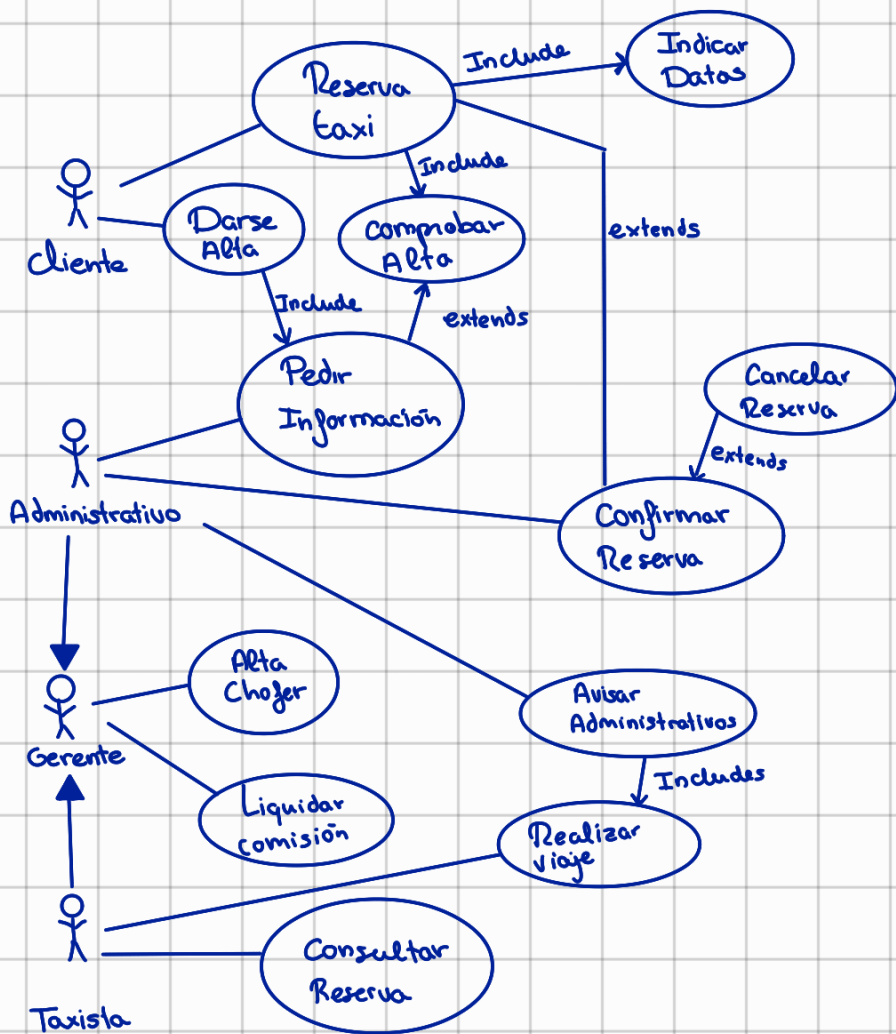 Reserva
taxi
Include
Indicar
Datos
Include
Cliente
Darse
Alta
Comprobar
Alta
extends
Include
extends
Pedir
Información
Cancelar
Reserva
extends
Administrativo
Confirmar
Reserva
Alta
Chofer
Gerente
Avisar
Administrativos
Includes
Liquidar
comisión
Realizar
viaje
Consultar
Reserva
Taxista